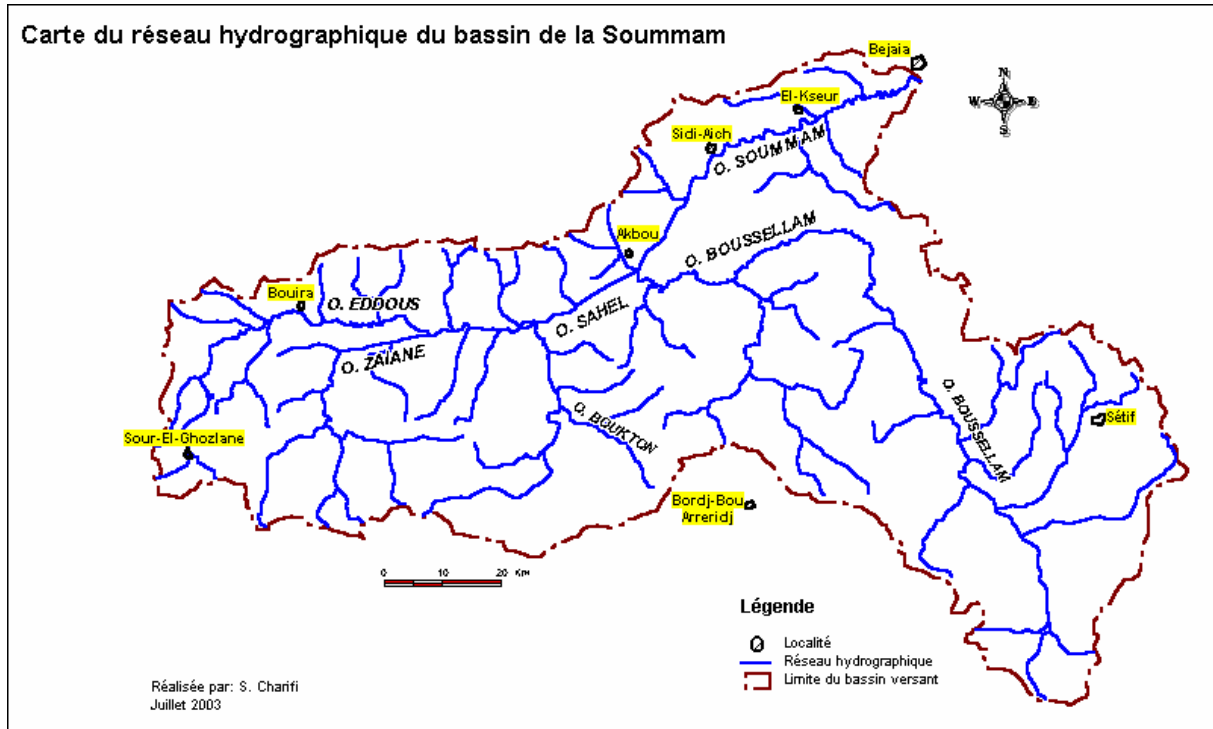 Carte du réseau hydrographique du bassin de la Soummam
Bejaia
N
W E
S
El-Kseur
Sidi-Aich
O. SOUMMAM
Akbou
O. BOUSSELLAM
Bouira
O. EDDOUS
O. SAHEL
O. ZAIANE
O. BOUKTON
O. BOUSSELLAM
Sétif
Sour-El-Ghozlane
Bordj-Bou
Arreridj
0 10 20 Km
Légende
Localité
Réseau hydrographique
Limite du bassin versant
Réalisée par: S. Charifi
Juillet 2003